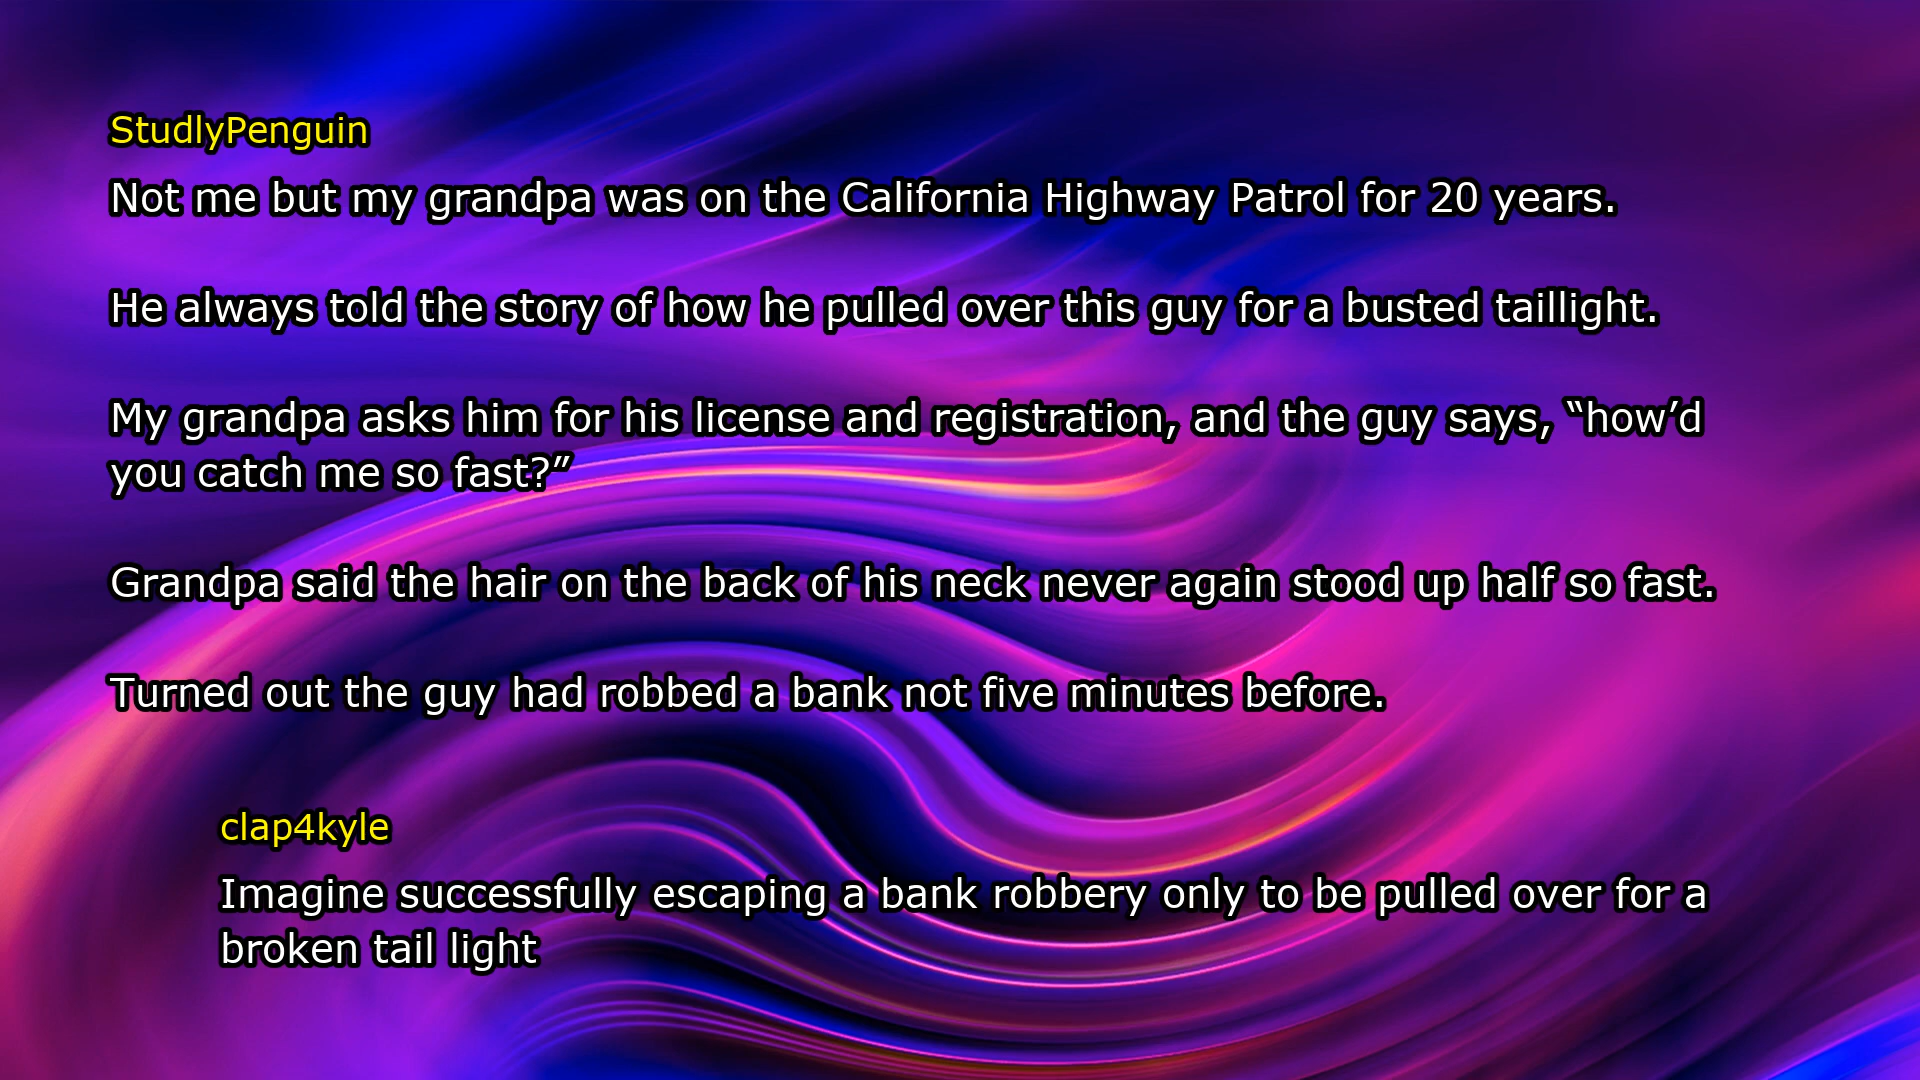 StudlyPenguin
Not me but my grandpa was on the California Highway Patrol for 20 years.
He always told the story of how he pulled over this guy for a busted taillight.
My grandpa asks him for his license and registration, and the guy says, “how’d
you catch me so fast?”
Grandpa said the hair on the back of his neck never again stood up half so fast.
Turned out the guy had robbed a bank not five minutes before.
clap4kyle
Imagine successfully escaping a bank robbery only to be pulled over for a
broken tail light